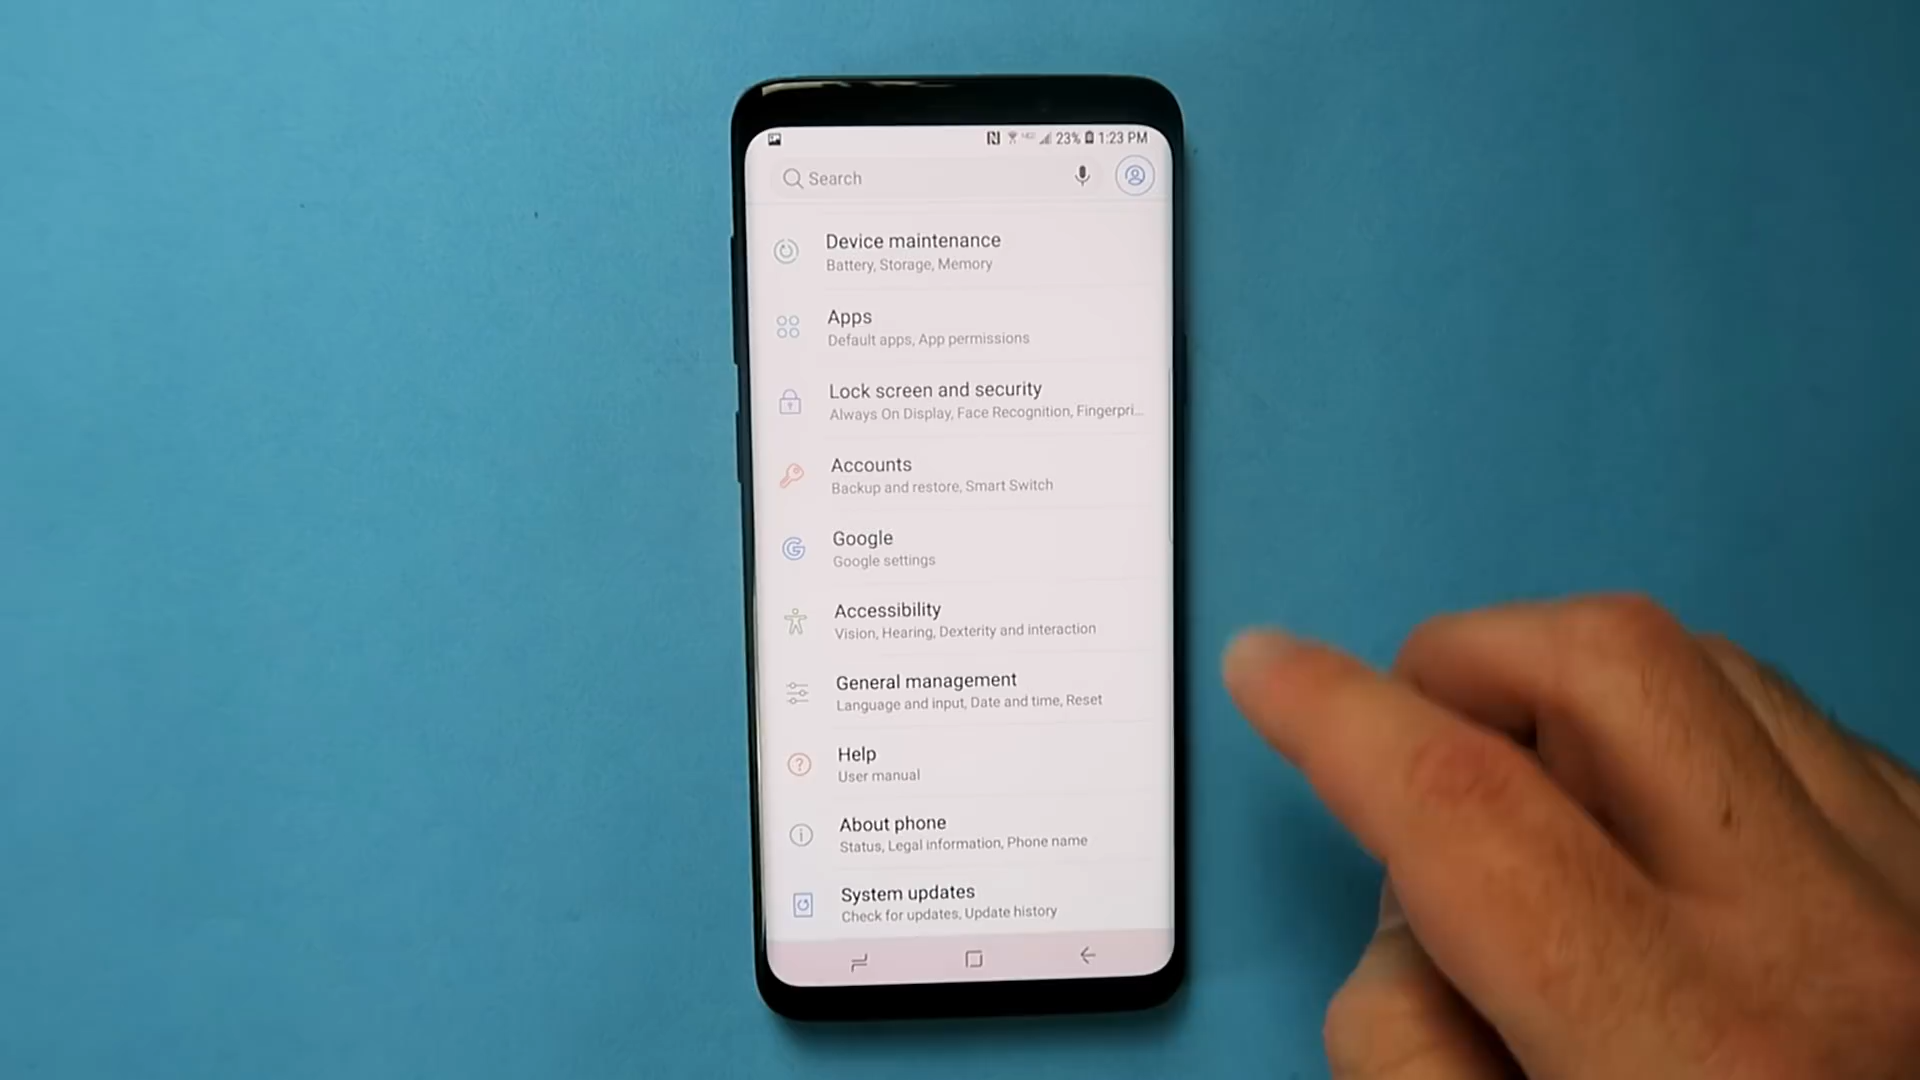 23% 1:23 PM
Search
Device maintenance
Battery, Storage, Memory
Apps
Default apps, App permissions
Lock screen and security
Always On Display, Face Recognition, Fingerpri...
Accounts
Backup and restore, Smart Switch
Google
Google settings
Accessibility
Vision, Hearing, Dexterity and interaction
General management
Language and input, Date and time, Reset
Help
User manual
About phone
Status, Legal information, Phone name
System updates
Check for updates, Update history